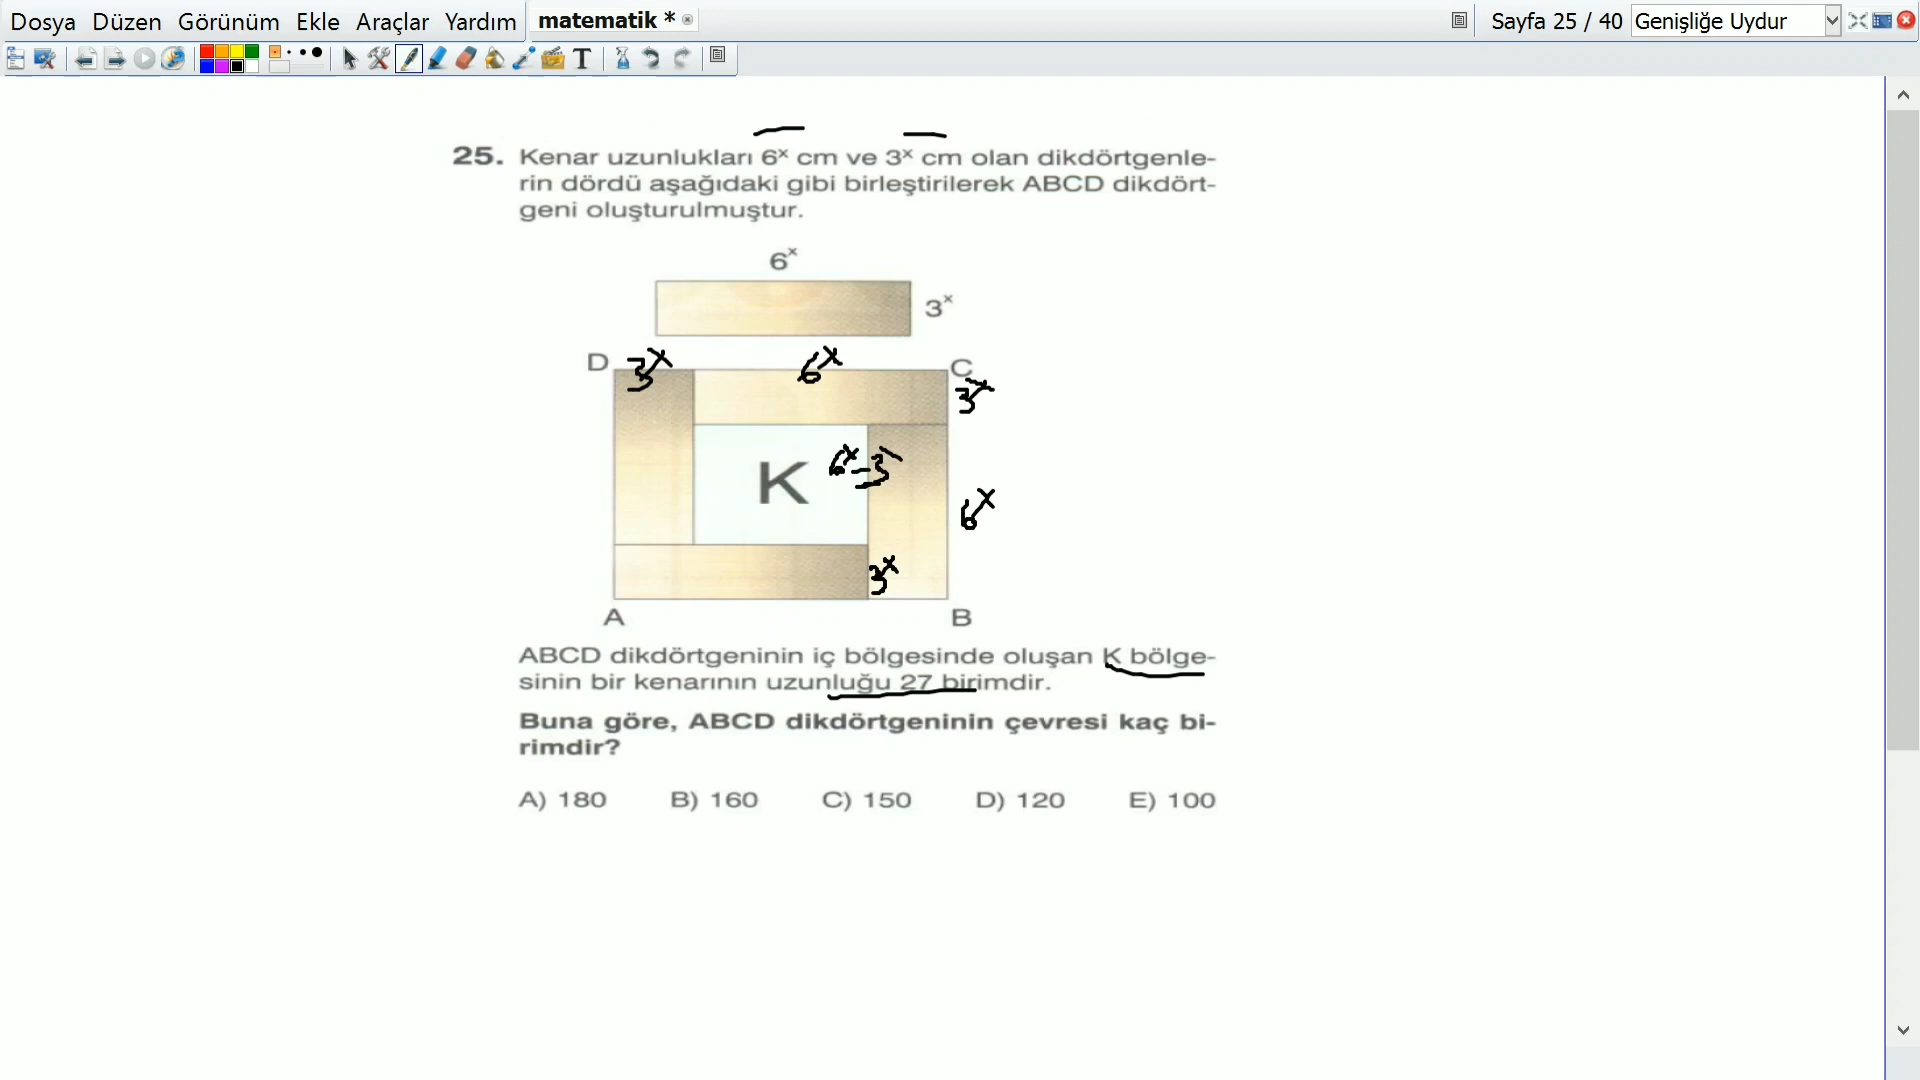 Dosya Düzen Görünüm Ekle Araçlar Yardım matematik * Sayfa 25 / 40 Genişliğe Uydur
T
25. Kenar uzunlukları 6ˣ cm ve 3ˣ cm olan dikdörtgenle-
rin dördü aşağıdaki gibi birleştirilerek ABCD dikdört-
geni oluşturulmuştur.
6ˣ
3ˣ
D 3ˣ 6ˣ C
3ˣ
K 6ˣ-3ˣ
6ˣ
3ˣ
A B
ABCD dikdörtgeninin iç bölgesinde oluşan K bölge-
sinin bir kenarının uzunluğu 27 birimdir.
Buna göre, ABCD dikdörtgeninin çevresi kaç bi-
rimdir?
A) 180 B) 160 C) 150 D) 120 E) 100